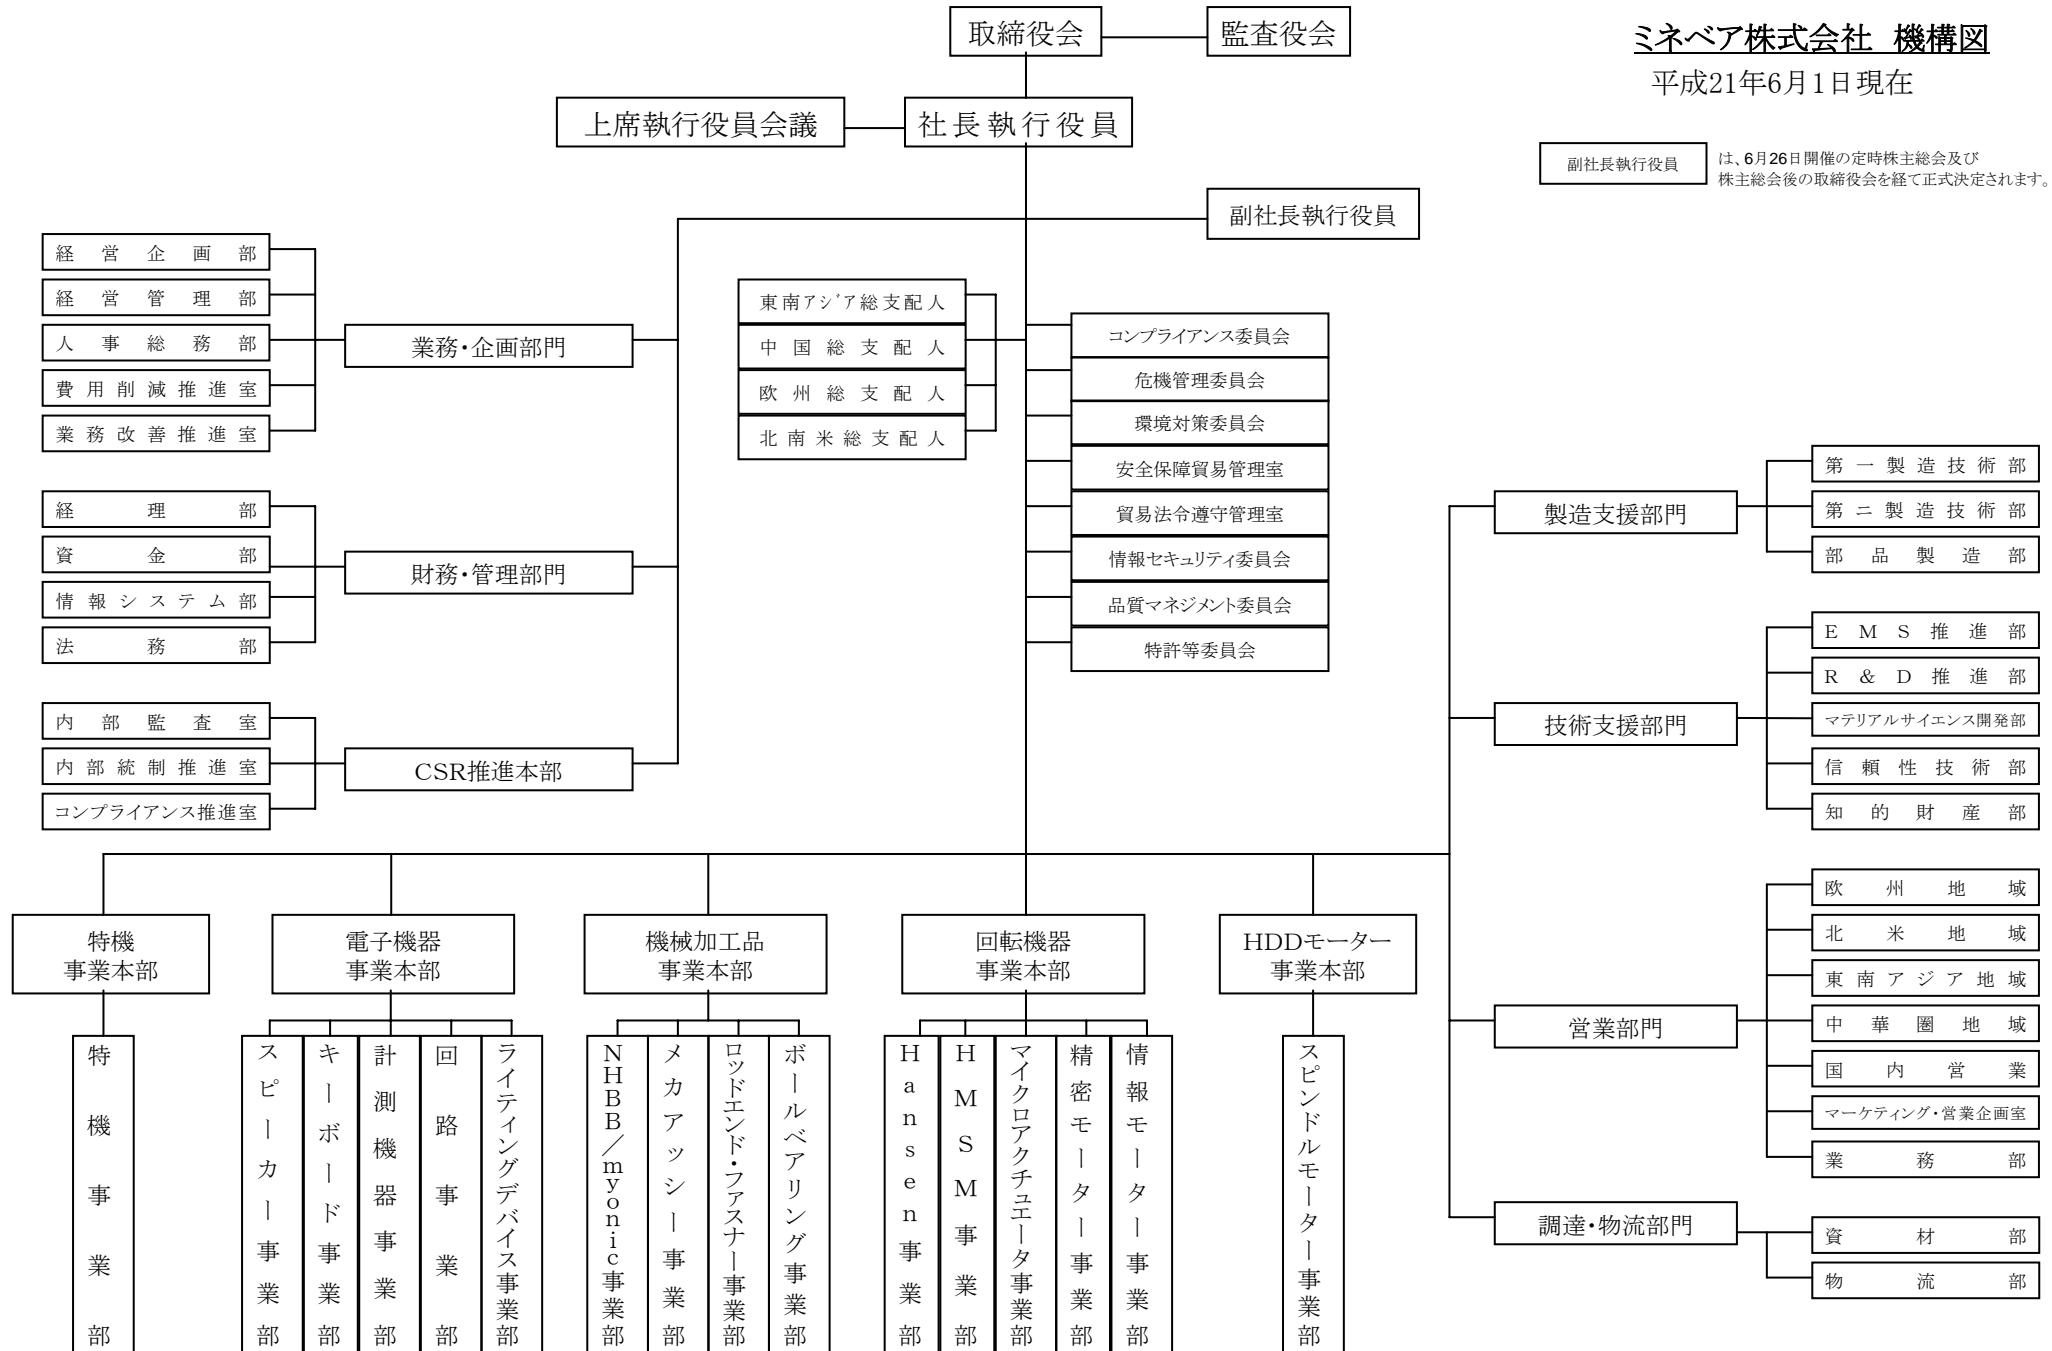 ミネベア株式会社 機構図
平成21年6月1日現在
副社長執行役員
は、6月26日開催の定時株主総会及び
株主総会後の取締役会を経て正式決定されます。
取締役会
監査役会
上席執行役員会議
社長執行役員
副社長執行役員
経営企画部
経営管理部
人事総務部
費用削減推進室
業務改善推進室
業務・企画部門
経理部
資金部
情報システム部
法務部
財務・管理部門
内部監査室
内部統制推進室
コンプライアンス推進室
CSR推進本部
東南アジア総支配人
中国総支配人
欧州総支配人
北南米総支配人
コンプライアンス委員会
危機管理委員会
環境対策委員会
安全保障貿易管理室
貿易法令遵守管理室
情報セキュリティ委員会
品質マネジメント委員会
特許等委員会
製造支援部門
第一製造技術部
第二製造技術部
部品製造部
技術支援部門
EMS推進部
R&D推進部
マテリアルサイエンス開発部
信頼性技術部
知的財産部
営業部門
欧州地域
北米地域
東南アジア地域
中華圏地域
国内営業
マーケティング・営業企画室
業務部
調達・物流部門
資材部
物流部
特機
事業本部
特機事業部
電子機器
事業本部
スピーカー事業部
キーボード事業部
計測機器事業部
回路事業部
ライティングデバイス事業部
機械加工品
事業本部
NHBB／myonic事業部
メカアッシー事業部
ロッドエンド・ファスナー事業部
ボールベアリング事業部
回転機器
事業本部
Hansen事業部
HMSM事業部
マイクロアクチュエータ事業部
精密モーター事業部
情報モーター事業部
HDDモーター
事業本部
スピンドルモーター事業部